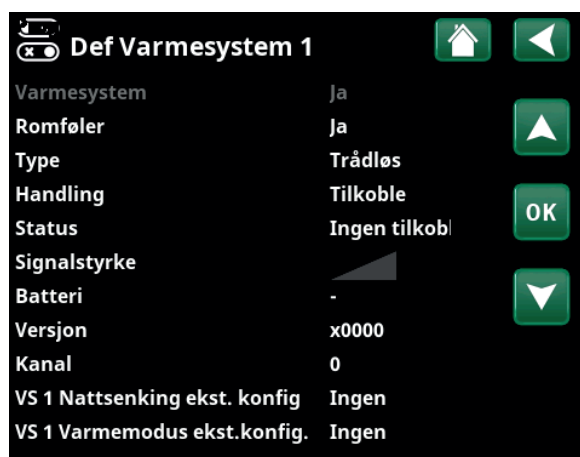 Def Varmesystem 1
Varmesystem Ja
Romføler Ja
Type Trådløs
Handling Tilkoble
OK
Status Ingen tilkobl
Signalstyrke
Batteri -
Versjon x0000
Kanal 0
VS 1 Nattsenking ekst. konfig Ingen
VS 1 Varmemodus ekst.konfig. Ingen